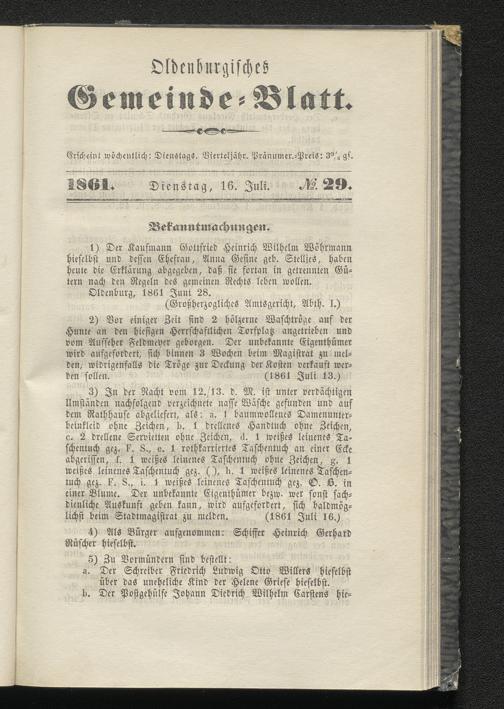 Oldenburgisches
Gemeinde-Blatt.
Erscheint wöchentlich: Dienstags. Vierteljähr. Pränumer.-Preis: 3¾ gs.
1861. Dienstag, 16. Juli. № 29.
Bekanntmachungen.
1) Der Kaufmann Gottfried Heinrich Wilhelm Wöhrmann
hieselbst und dessen Ehefrau, Anna Gesine geb. Stelljes, haben
heute die Erklärung abgegeben, daß sie fortan in getrennten Gü-
tern nach den Regeln des gemeinen Rechts leben wollen.
Oldenburg, 1861 Juni 28.
(Großherzogliches Amtsgericht, Abth. I.)
2) Vor einiger Zeit sind 2 hölzerne Waschtröge auf der
Hunte an den hiesigen Herrschaftlichen Torfplatz angetrieben und
vom Aufseher Feldmeyer geborgen. Der unbekannte Eigenthümer
wird aufgefordert, sich binnen 3 Wochen beim Magistrat zu mel-
den, widrigenfalls die Tröge zur Deckung der Kosten verkauft wer-
den sollen. (1861 Juli 13.)
3) In der Nacht vom 12./13. d. M. ist unter verdächtigen
Umständen nachfolgend verzeichnete nasse Wäsche gefunden und auf
dem Rathhause abgeliefert, als: a. 1 baumwollenes Damenunter-
beinkleid ohne Zeichen, b. 1 drellenes Handtuch ohne Zeichen,
c. 2 drellene Servietten ohne Zeichen, d. 1 weißes leinenes Ta-
schentuch gez. F. S., e. 1 rothkarrirtes Taschentuch an einer Ecke
abgerissen, f. 1 weißes leinenes Taschentuch ohne Zeichen, g. 1
weißes leinenes Taschentuch gez. ( ), h. 1 weißes leinenes Taschen-
tuch gez. F. S., i. 1 weißes leinenes Taschentuch gez. O. H. in
einer Blume. Der unbekannte Eigenthümer bezw. wer sonst sach-
dienliche Auskunft geben kann, wird aufgefordert, sich baldmög-
lichst beim Stadtmagistrat zu melden. (1861 Juli 16.)
4) Als Bürger aufgenommen: Schiffer Heinrich Gerhard
Rüscher hieselbst.
5) Zu Vormündern sind bestellt:
a. Der Schreiber Friedrich Ludwig Otto Willers hieselbst
über das uneheliche Kind der Helene Griese hieselbst.
b. Der Postgehülfe Johann Diedrich Wilhelm Carstens hie-